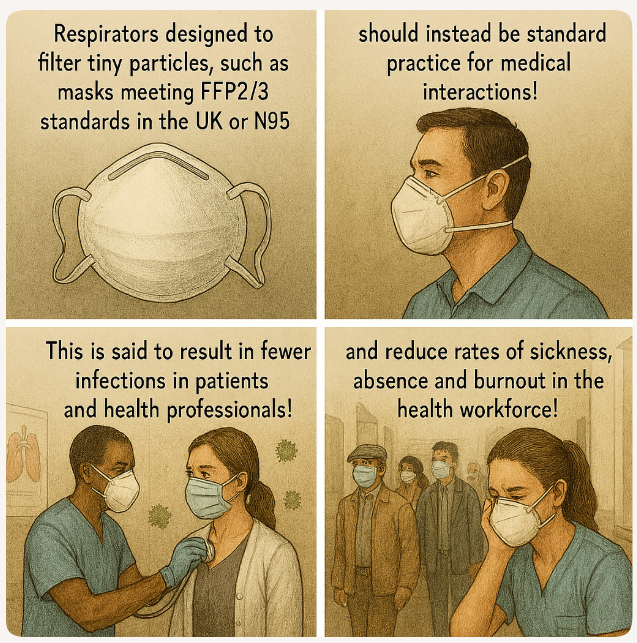 Respirators designed to
filter tiny particles, such as
masks meeting FFP2/3
standards in the UK or N95
should instead be standard
practice for medical
interactions!
This is said to result in fewer
infections in patients
and health professionals!
and reduce rates of sickness,
absence and burnout in the
health workforce!